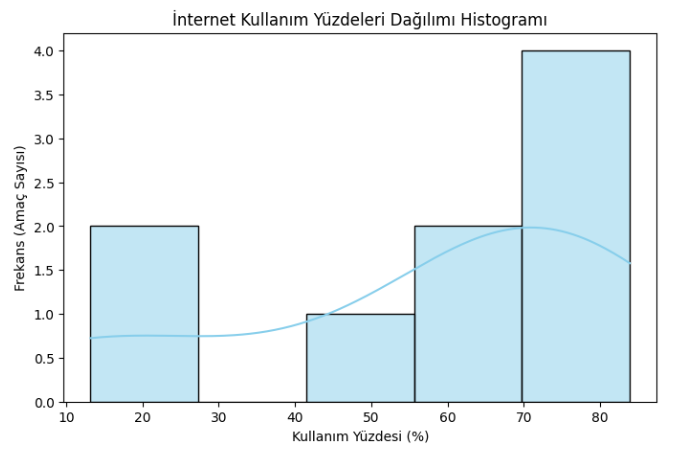 İnternet Kullanım Yüzdeleri Dağılımı Histogramı
Frekans (Amaç Sayısı)
4.0
3.5
3.0
2.5
2.0
1.5
1.0
0.5
0.0
10 20 30 40 50 60 70 80
Kullanım Yüzdesi (%)